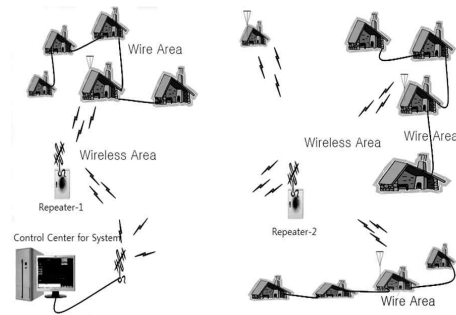 Wire Area
Wireless Area
Repeater-1
Control Center for System
Wireless Area
Wire Area
Repeater-2
Wire Area